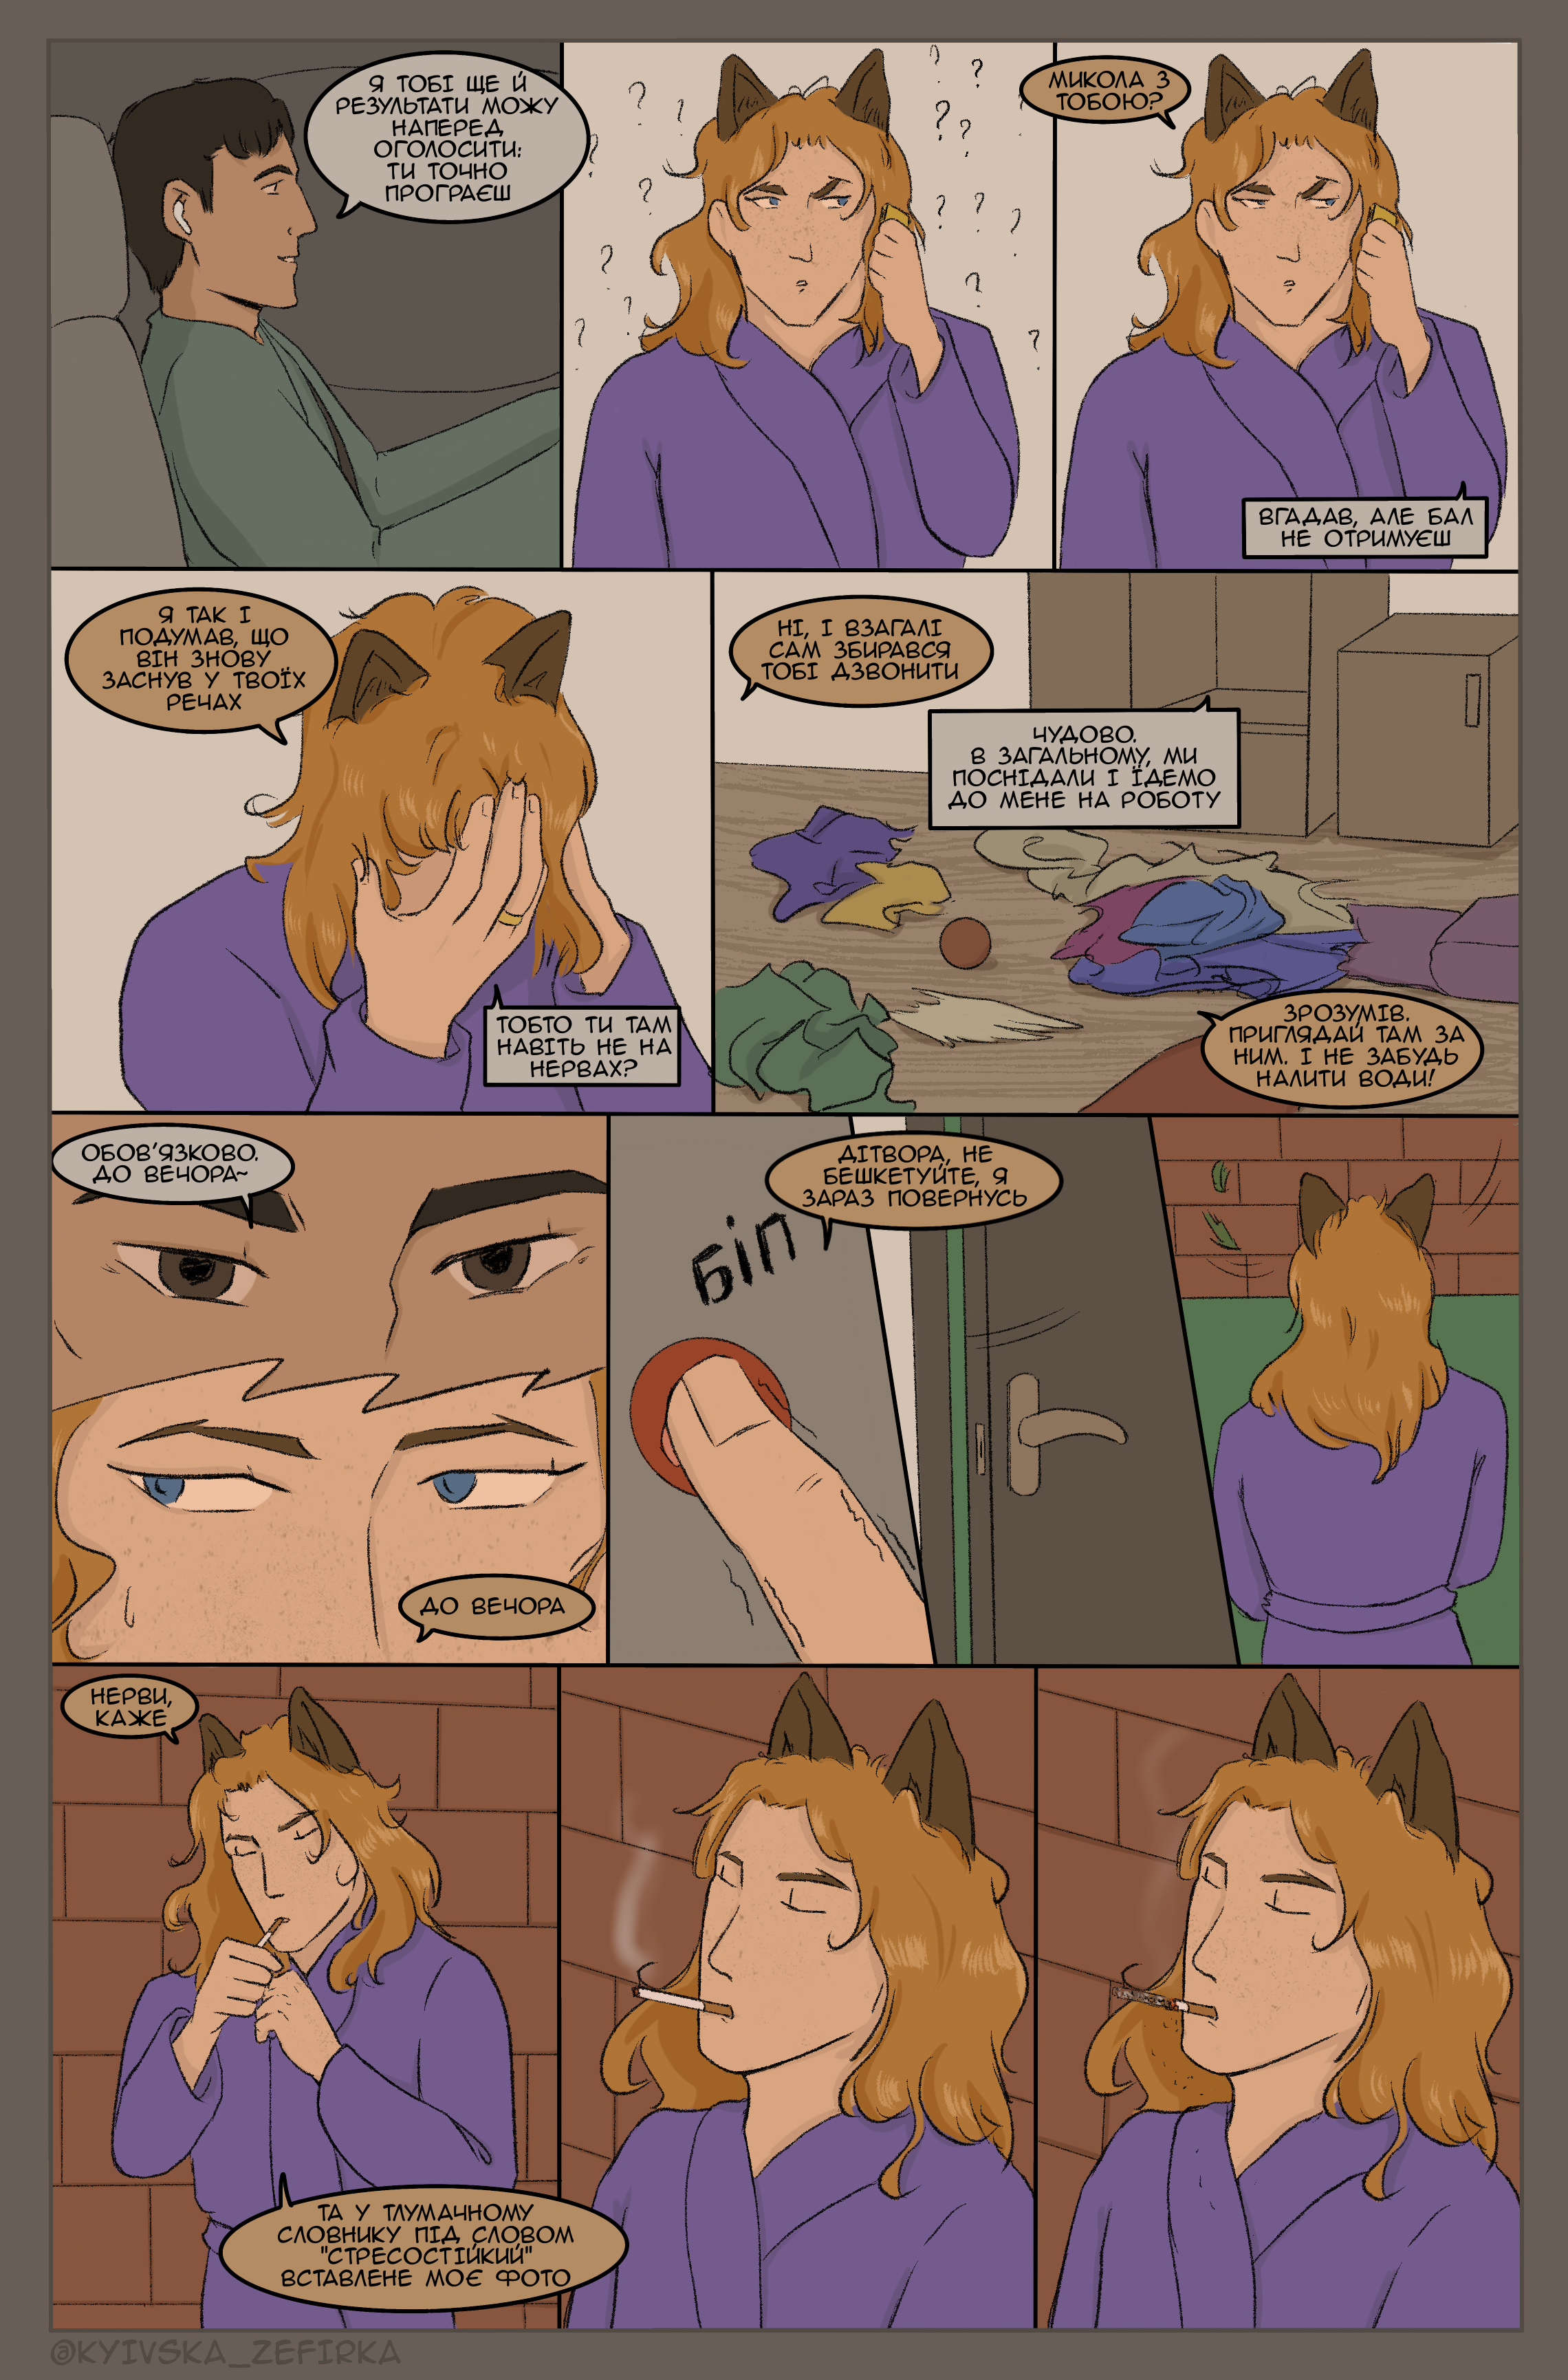 Я ТОБІ ЩЕ Й
РЕЗУЛЬТАТИ МОЖУ
НАПЕРЕД
ОГОЛОСИТИ:
ТИ ТОЧНО
ПРОГРАЄШ
МИКОЛА З
ТОБОЮ?
ВГАДАВ, АЛЕ БАЛ
НЕ ОТРИМУЄШ
Я ТАК І
ПОДУМАВ, ЩО
ВІН ЗНОВУ
ЗАСНУВ У ТВОЇХ
РЕЧАХ
ТОБТО ТИ ТАМ
НАВІТЬ НЕ НА
НЕРВАХ?
НІ, І ВЗАГАЛІ
САМ ЗБИРАВСЯ
ТОБІ ДЗВОНИТИ
ЧУДОВО.
В ЗАГАЛЬНОМУ, МИ
ПОСНІДАЛИ І ЇДЕМО
ДО МЕНЕ НА РОБОТУ
ЗРОЗУМІВ.
ПРИГЛЯДАЙ ТАМ ЗА
НИМ. І НЕ ЗАБУДЬ
НАЛИТИ ВОДИ!
ОБОВ'ЯЗКОВО.
ДО ВЕЧОРА~
ДО ВЕЧОРА
БІП
ДІТВОРА, НЕ
БЕШКЕТУЙТЕ, Я
ЗАРАЗ ПОВЕРНУСЬ
НЕРВИ,
КАЖЕ
ТА У ТЛУМАЧНОМУ
СЛОВНИКУ ПІД СЛОВОМ
"СТРЕСОСТІЙКИЙ"
ВСТАВЛЕНЕ МОЄ ФОТО
@KYIVSKA_ZEFIRKA